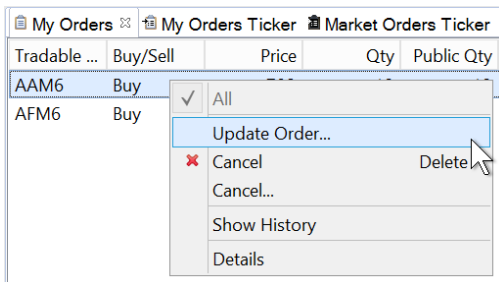 My Orders My Orders Ticker Market Orders Ticker
Tradable ... Buy/Sell Price Qty Public Qty
AAM6 Buy
All
AFM6 Buy
Update Order...
Cancel Delete
Cancel...
Show History
Details